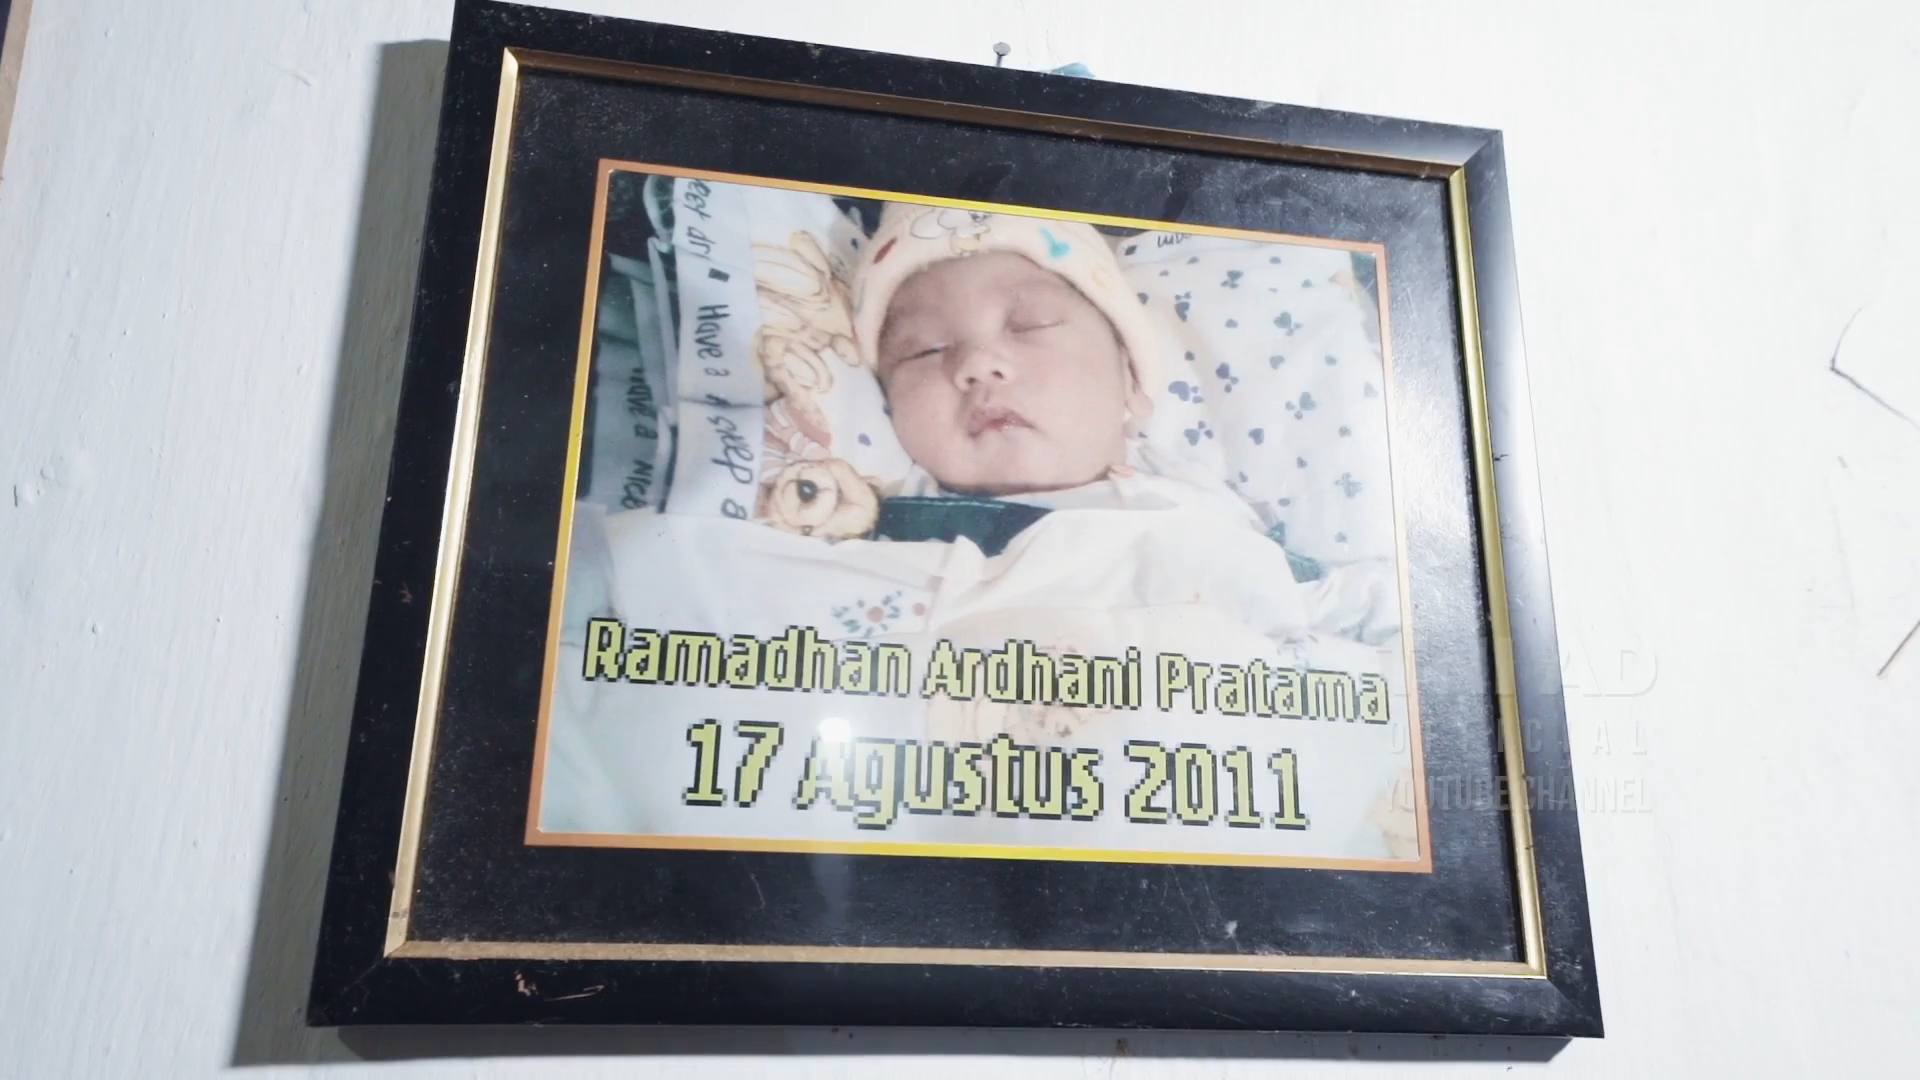 Have a
Ramadhan Ardhani Pratama
17 Agustus 2011
OFFICIAL
YOUTUBE CHANNEL